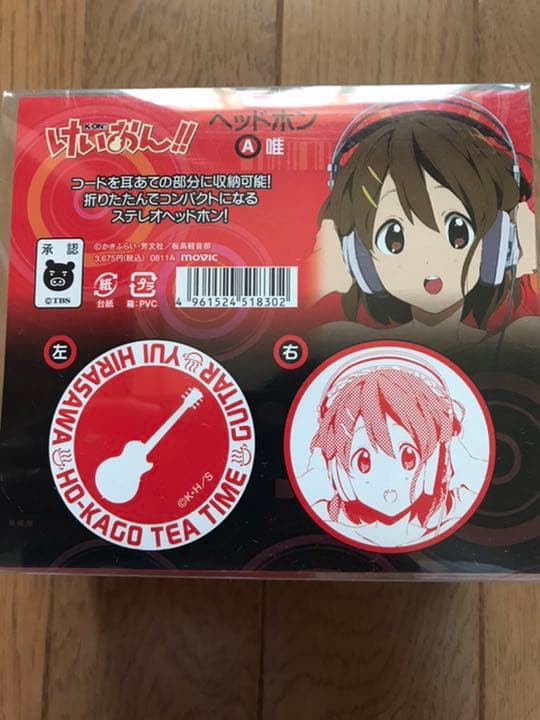 K-ON!!
けいおん!!
ヘッドホン
A 唯
コードを耳あての部分に収納可能!
折りたたんでコンパクトになる
ステレオヘッドホン!
承認
©TBS
©かきふらい・芳文社/桜高軽音部
3,675円(税込) 0811A movic
紙
台紙
プラ
箱:PVC
4 961524 518302
左
右
GUITAR YUI HIRASAWA
HO-KAGO TEA TIME
©K・H/S